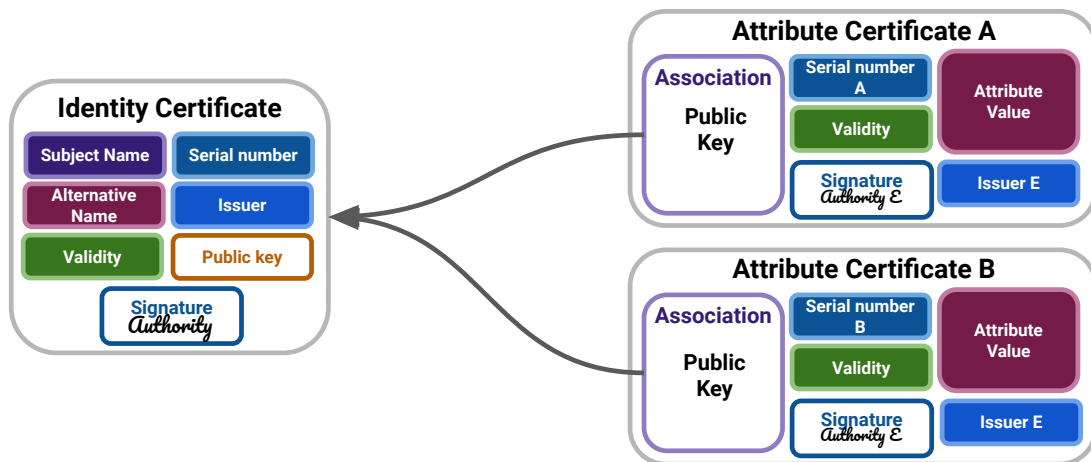 Identity Certificate
Subject Name
Serial number
Alternative
Name
Issuer
Validity
Public key
Signature
Authority
Attribute Certificate A
Association
Public
Key
Serial number
A
Validity
Signature
Authority E
Attribute
Value
Issuer E
Attribute Certificate B
Association
Public
Key
Serial number
B
Validity
Signature
Authority E
Attribute
Value
Issuer E